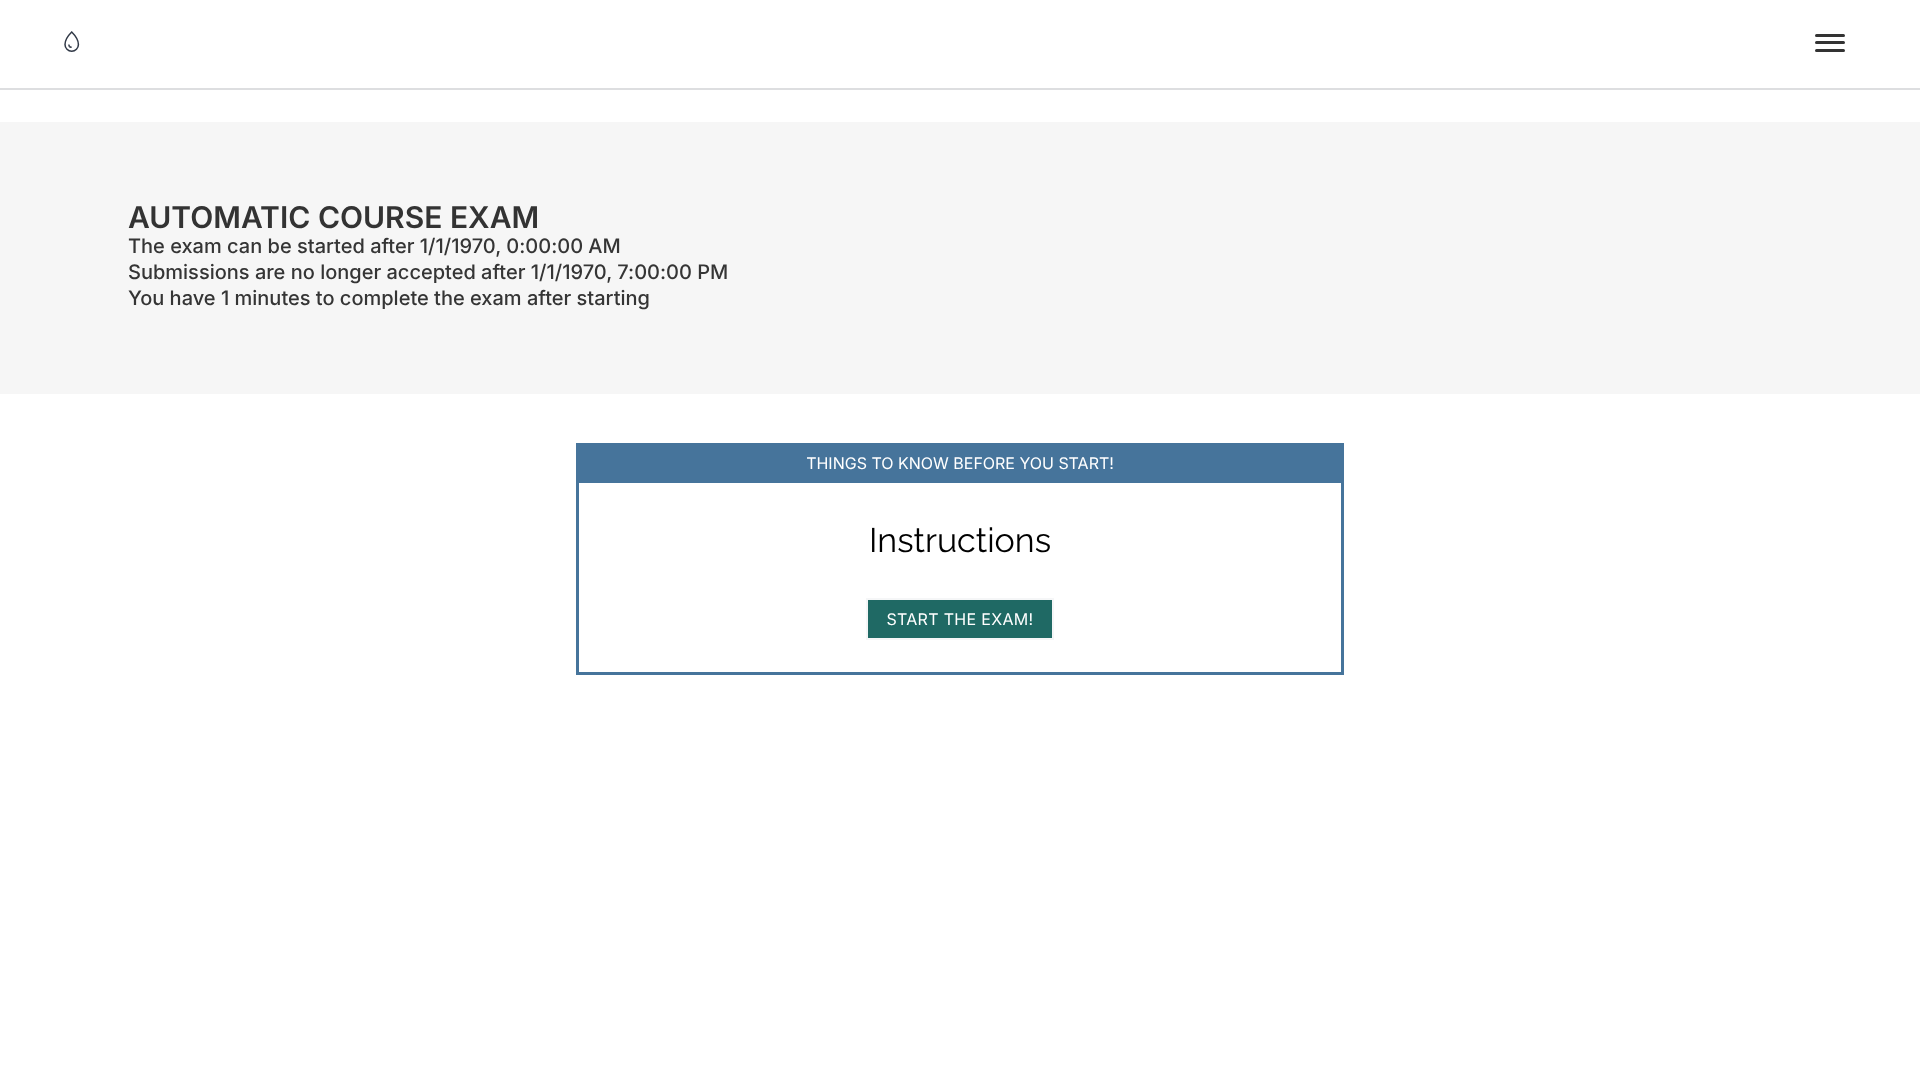 AUTOMATIC COURSE EXAM
The exam can be started after 1/1/1970, 0:00:00 AM
Submissions are no longer accepted after 1/1/1970, 7:00:00 PM
You have 1 minutes to complete the exam after starting
THINGS TO KNOW BEFORE YOU START!
Instructions
START THE EXAM!